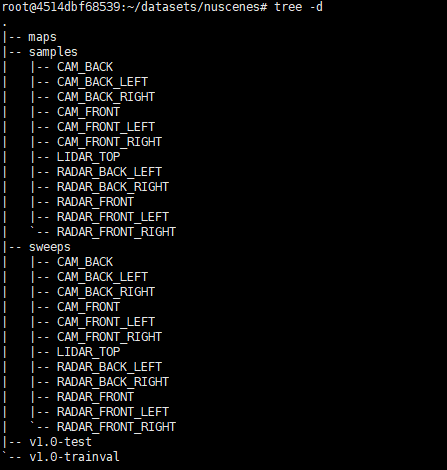 root@4514dbf68539:~/datasets/nuscenes# tree -d
.
|-- maps
|-- samples
|   |-- CAM_BACK
|   |-- CAM_BACK_LEFT
|   |-- CAM_BACK_RIGHT
|   |-- CAM_FRONT
|   |-- CAM_FRONT_LEFT
|   |-- CAM_FRONT_RIGHT
|   |-- LIDAR_TOP
|   |-- RADAR_BACK_LEFT
|   |-- RADAR_BACK_RIGHT
|   |-- RADAR_FRONT
|   |-- RADAR_FRONT_LEFT
|   `-- RADAR_FRONT_RIGHT
|-- sweeps
|   |-- CAM_BACK
|   |-- CAM_BACK_LEFT
|   |-- CAM_BACK_RIGHT
|   |-- CAM_FRONT
|   |-- CAM_FRONT_LEFT
|   |-- CAM_FRONT_RIGHT
|   |-- LIDAR_TOP
|   |-- RADAR_BACK_LEFT
|   |-- RADAR_BACK_RIGHT
|   |-- RADAR_FRONT
|   |-- RADAR_FRONT_LEFT
|   `-- RADAR_FRONT_RIGHT
|-- v1.0-test
`-- v1.0-trainval